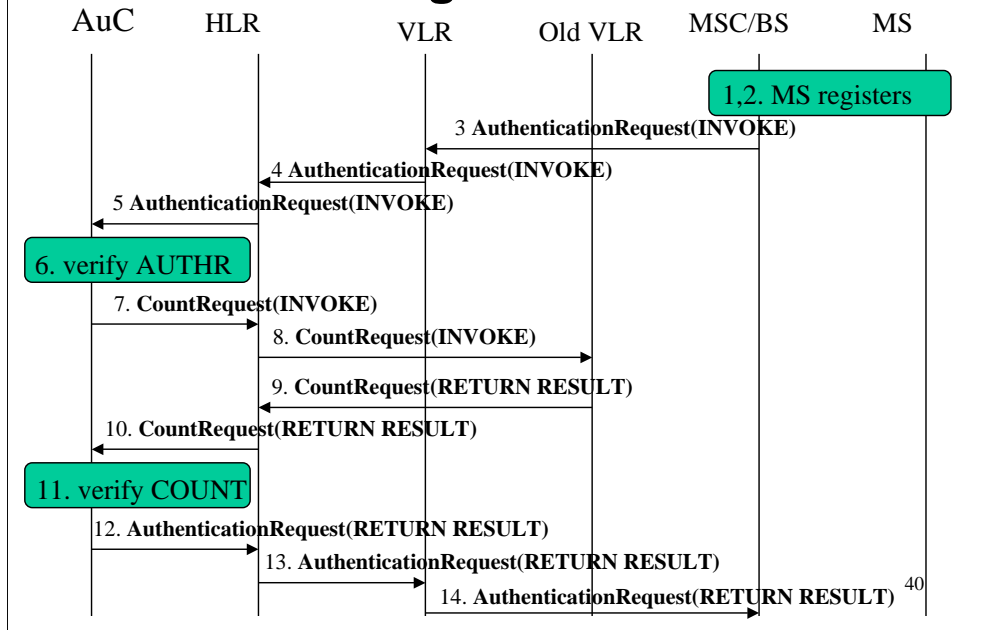 AuC HLR VLR Old VLR MSC/BS MS
1,2. MS registers
3 AuthenticationRequest(INVOKE)
4 AuthenticationRequest(INVOKE)
5 AuthenticationRequest(INVOKE)
6. verify AUTHR
7. CountRequest(INVOKE)
8. CountRequest(INVOKE)
9. CountRequest(RETURN RESULT)
10. CountRequest(RETURN RESULT)
11. verify COUNT
12. AuthenticationRequest(RETURN RESULT)
13. AuthenticationRequest(RETURN RESULT)
40
14. AuthenticationRequest(RETURN RESULT)